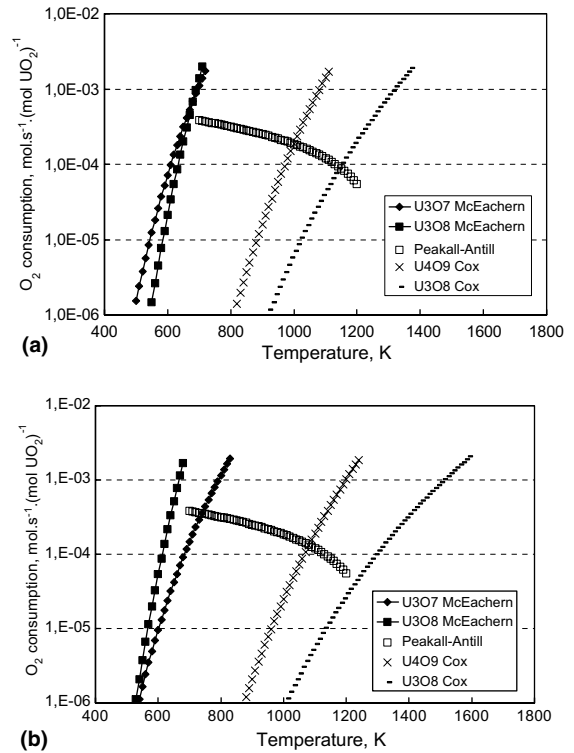 1,0E-02
1,0E-03
1,0E-04
1,0E-05
1,0E-06
O₂ consumption, mol.s⁻¹.(mol UO₂)⁻¹
U3O7 McEachern
U3O8 McEachern
Peakall-Antill
U4O9 Cox
U3O8 Cox
400 600 800 1000 1200 1400 1600 1800
(a) Temperature, K
1,E-02
1,E-03
1,E-04
1,E-05
1,E-06
O₂ consumption, mol.s⁻¹.(mol UO₂)⁻¹
U3O7 McEachern
U3O8 McEachern
Peakall-Antill
U4O9 Cox
U3O8 Cox
400 600 800 1000 1200 1400 1600 1800
(b) Temperature, K